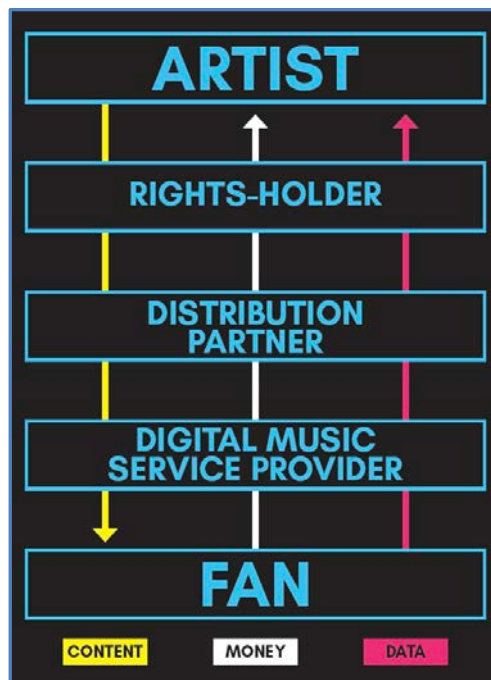 ARTIST
RIGHTS-HOLDER
DISTRIBUTION
PARTNER
DIGITAL MUSIC
SERVICE PROVIDER
FAN
CONTENT MONEY DATA